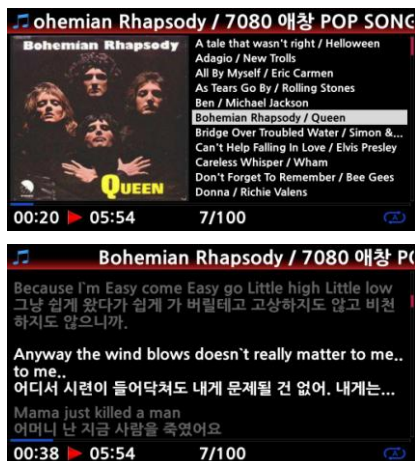 ohemian Rhapsody / 7080 애창 POP SONG
Bohemian Rhapsody
QUEEN
A tale that wasn't right / Helloween
Adagio / New Trolls
All By Myself / Eric Carmen
As Tears Go By / Rolling Stones
Ben / Michael Jackson
Bohemian Rhapsody / Queen
Bridge Over Troubled Water / Simon &...
Can't Help Falling In Love / Elvis Presley
Careless Whisper / Wham
Don't Forget To Remember / Bee Gees
Donna / Richie Valens
00:20 05:54 7/100
Bohemian Rhapsody / 7080 애창 P
Because I`m Easy come Easy go Little high Little low
그냥 쉽게 왔다가 쉽게 가 버릴테고 고상하지도 않고 비천
하지도 않으니까.
Anyway the wind blows doesn`t really matter to me..
to me..
어디서 시련이 들어닥쳐도 내게 문제될 건 없어. 내게는...
Mama just killed a man
어머니 난 지금 사람을 죽였어요
00:38 05:54 7/100